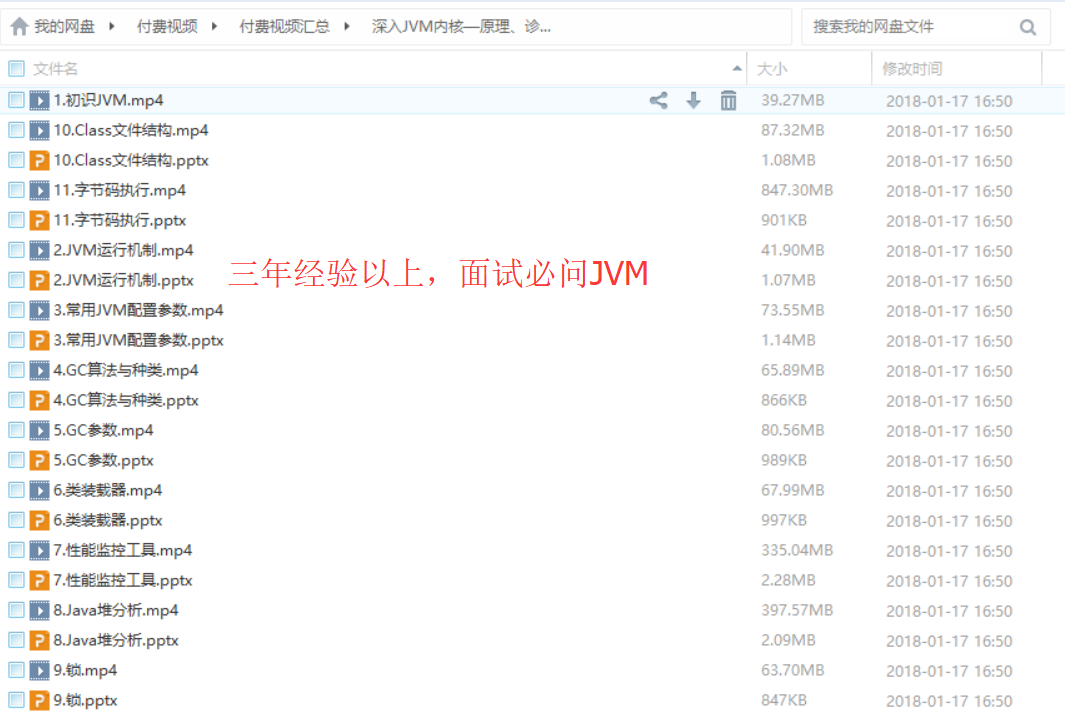 我的网盘 付费视频 付费视频汇总 深入JVM内核—原理、诊... 搜索我的网盘文件
文件名 大小 修改时间
1.初识JVM.mp4 39.27MB 2018-01-17 16:50
10.Class文件结构.mp4 87.32MB 2018-01-17 16:50
10.Class文件结构.pptx 1.08MB 2018-01-17 16:50
11.字节码执行.mp4 847.30MB 2018-01-17 16:50
11.字节码执行.pptx 901KB 2018-01-17 16:50
2.JVM运行机制.mp4 41.90MB 2018-01-17 16:50
三年经验以上，面试必问JVM
2.JVM运行机制.pptx 1.07MB 2018-01-17 16:50
3.常用JVM配置参数.mp4 73.55MB 2018-01-17 16:50
3.常用JVM配置参数.pptx 1.14MB 2018-01-17 16:50
4.GC算法与种类.mp4 65.89MB 2018-01-17 16:50
4.GC算法与种类.pptx 866KB 2018-01-17 16:50
5.GC参数.mp4 80.56MB 2018-01-17 16:50
5.GC参数.pptx 989KB 2018-01-17 16:50
6.类装载器.mp4 67.99MB 2018-01-17 16:50
6.类装载器.pptx 997KB 2018-01-17 16:50
7.性能监控工具.mp4 335.04MB 2018-01-17 16:50
7.性能监控工具.pptx 2.28MB 2018-01-17 16:50
8.Java堆分析.mp4 397.57MB 2018-01-17 16:50
8.Java堆分析.pptx 2.09MB 2018-01-17 16:50
9.锁.mp4 63.70MB 2018-01-17 16:50
9.锁.pptx 847KB 2018-01-17 16:50